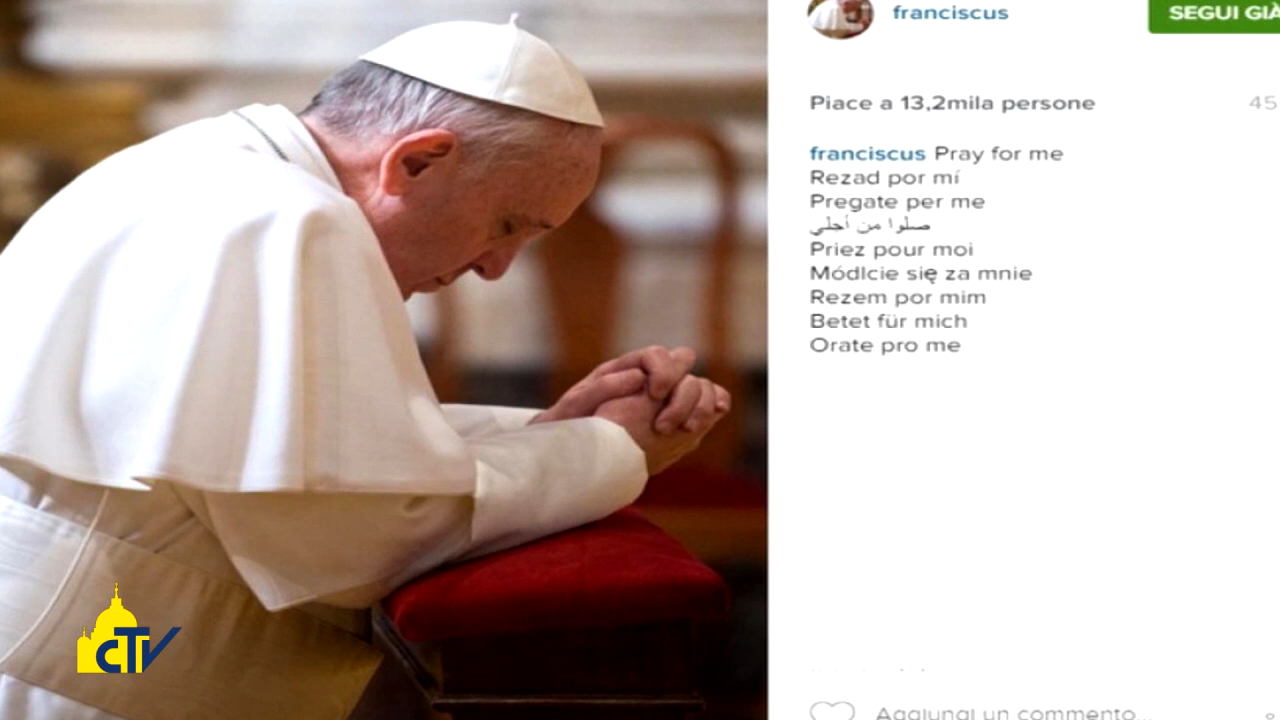 franciscus
SEGUI GIÀ
Piace a 13,2mila persone
45
franciscus Pray for me
Rezad por mí
Pregate per me
صلوا من أجلي
Priez pour moi
Módlcie się za mnie
Rezem por mim
Betet für mich
Orate pro me
Aggiungi un commento...
CTV